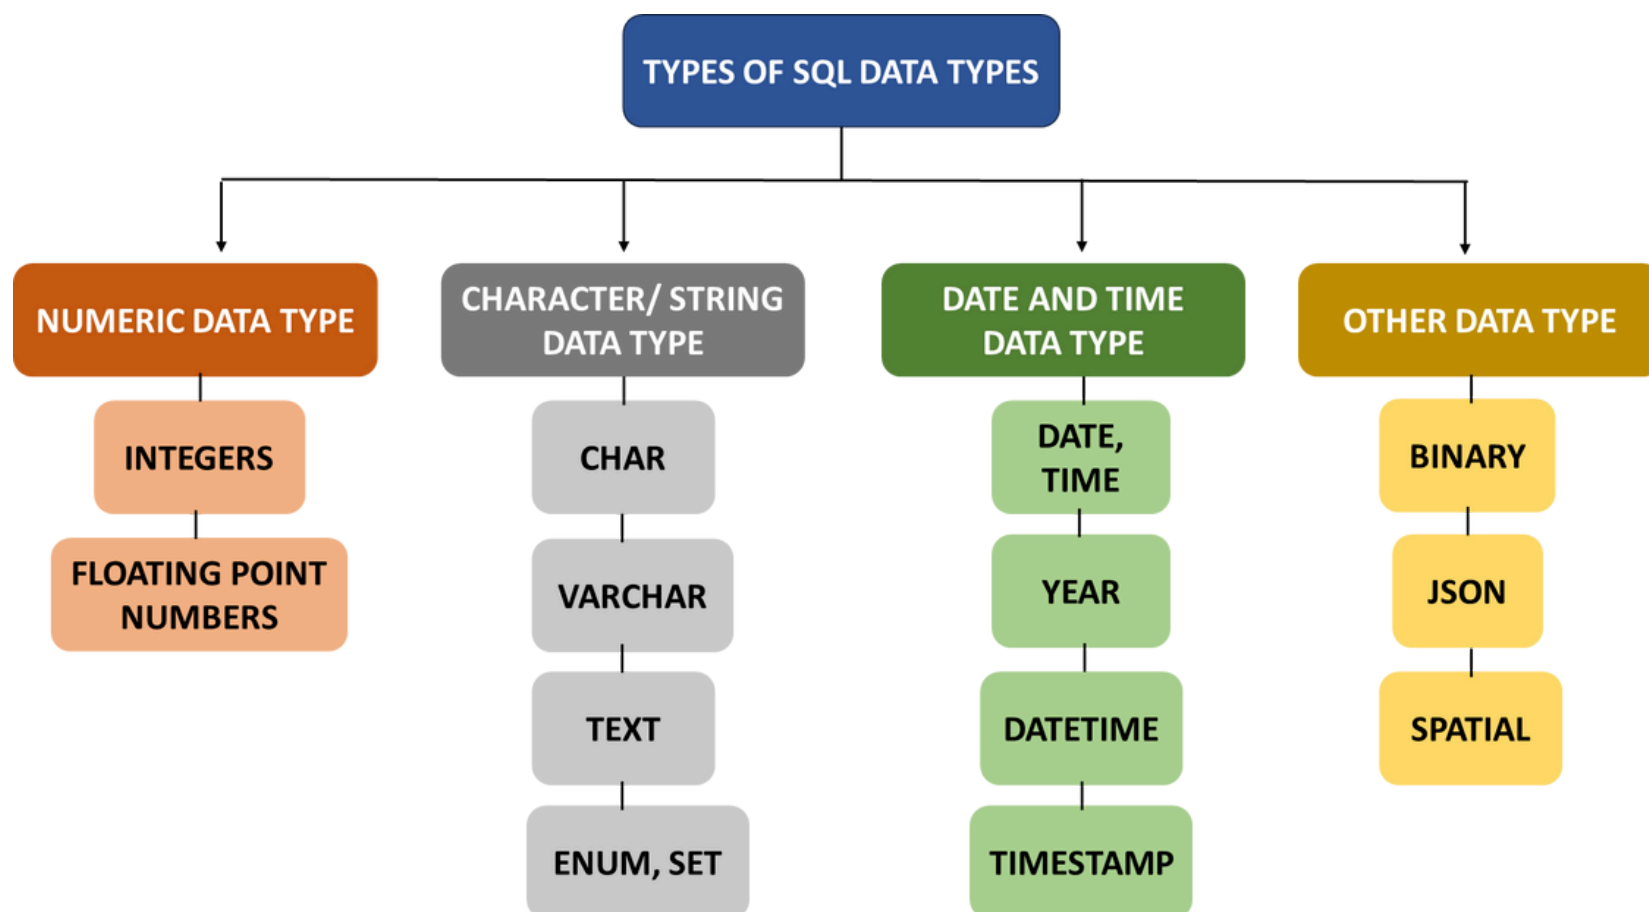 TYPES OF SQL DATA TYPES
NUMERIC DATA TYPE
INTEGERS
FLOATING POINT
NUMBERS
CHARACTER/ STRING
DATA TYPE
CHAR
VARCHAR
TEXT
ENUM, SET
DATE AND TIME
DATA TYPE
DATE,
TIME
YEAR
DATETIME
TIMESTAMP
OTHER DATA TYPE
BINARY
JSON
SPATIAL